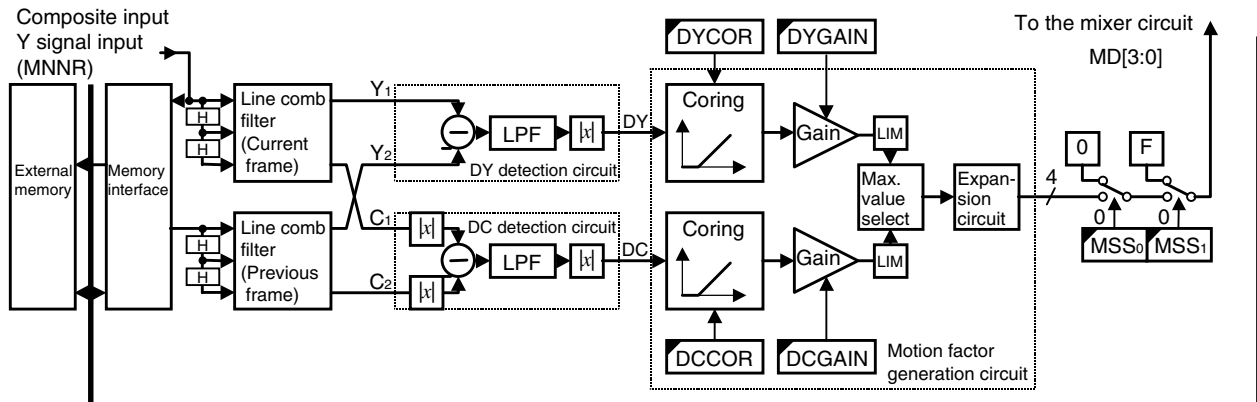 Composite input
Y signal input
(MNNR)
External
memory
Memory
interface
H
H
Line comb
filter
(Current
frame)
H
H
Line comb
filter
(Previous
frame)
Y1
Y2
C1
C2
LPF
|x|
DY
DY detection circuit
|x|
|x|
DC detection circuit
LPF
|x|
DC
DYCOR
DYGAIN
Coring
Gain
LIM
Coring
Gain
LIM
DCCOR
DCGAIN
Max.
value
select
Expan-
sion
circuit
Motion factor
generation circuit
4
0
F
0
0
MSS0
MSS1
To the mixer circuit
MD[3:0]